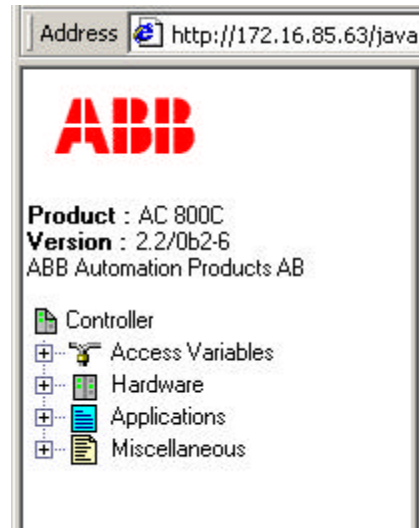 Address http://172.16.85.63/java
ABB
Product : AC 800C
Version : 2.2/0b2-6
ABB Automation Products AB
Controller
Access Variables
Hardware
Applications
Miscellaneous